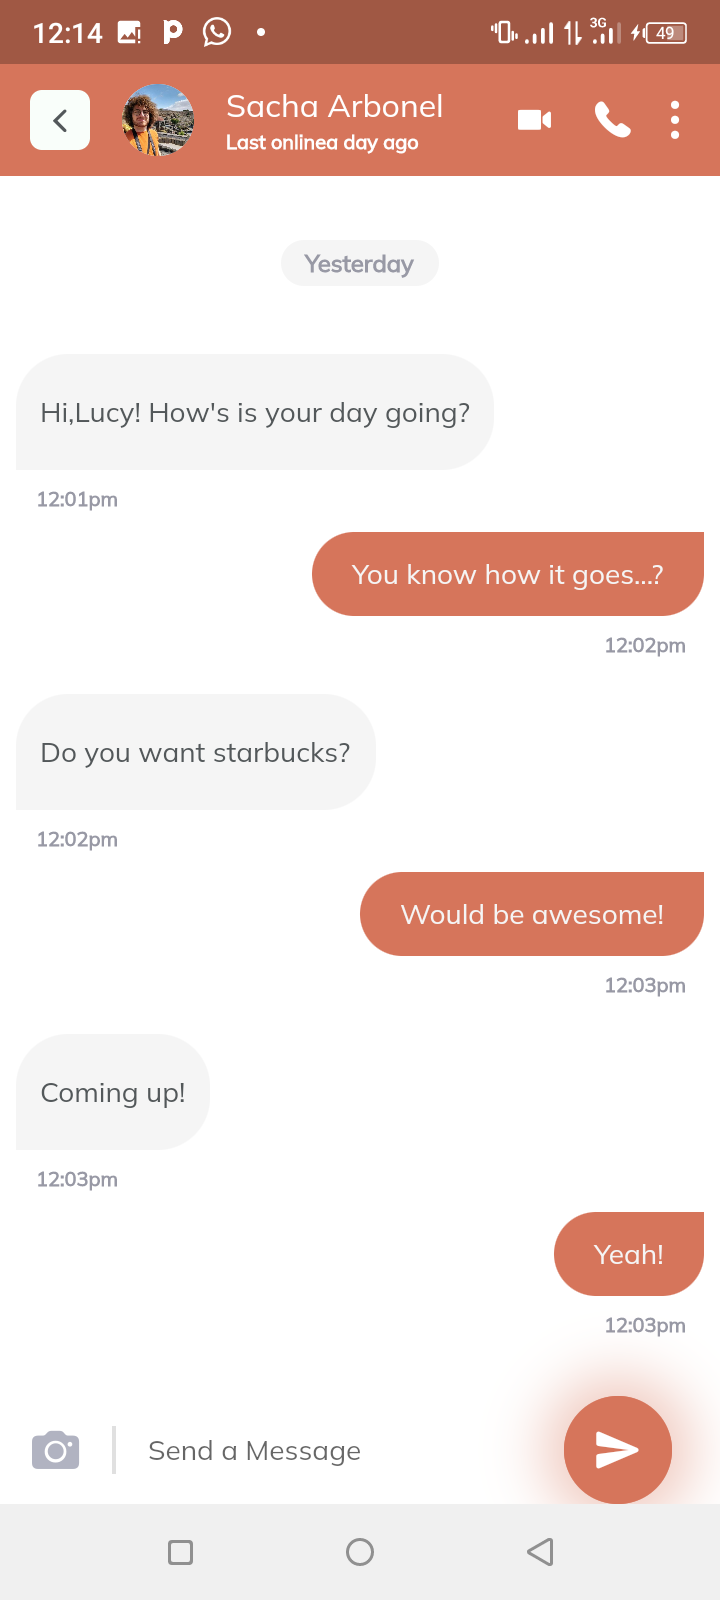 12:14
3G
49
Sacha Arbonel
Last onlinea day ago
Yesterday
Hi,Lucy! How's is your day going?
12:01pm
You know how it goes...?
12:02pm
Do you want starbucks?
12:02pm
Would be awesome!
12:03pm
Coming up!
12:03pm
Yeah!
12:03pm
Send a Message